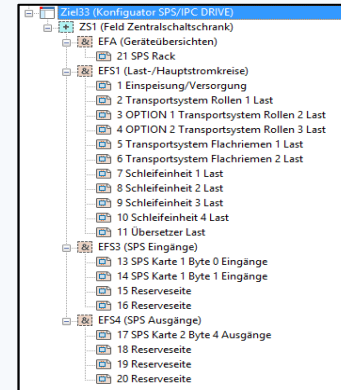 Ziel33 (Konfiguator SPS/IPC DRIVE)
ZS1 (Feld Zentralschaltschrank)
& EFA (Geräteübersichten)
21 SPS Rack
& EFS1 (Last-/Hauptstromkreise)
1 Einspeisung/Versorgung
2 Transportsystem Rollen 1 Last
3 OPTION 1 Transportsystem Rollen 2 Last
4 OPTION 2 Transportsystem Rollen 3 Last
5 Transportsystem Flachriemen 1 Last
6 Transportsystem Flachriemen 2 Last
7 Schleifeinheit 1 Last
8 Schleifeinheit 2 Last
9 Schleifeinheit 3 Last
10 Schleifeinheit 4 Last
11 Übersetzer Last
& EFS3 (SPS Eingänge)
13 SPS Karte 1 Byte 0 Eingänge
14 SPS Karte 1 Byte 1 Eingänge
15 Reserveseite
16 Reserveseite
& EFS4 (SPS Ausgänge)
17 SPS Karte 2 Byte 4 Ausgänge
18 Reserveseite
19 Reserveseite
20 Reserveseite